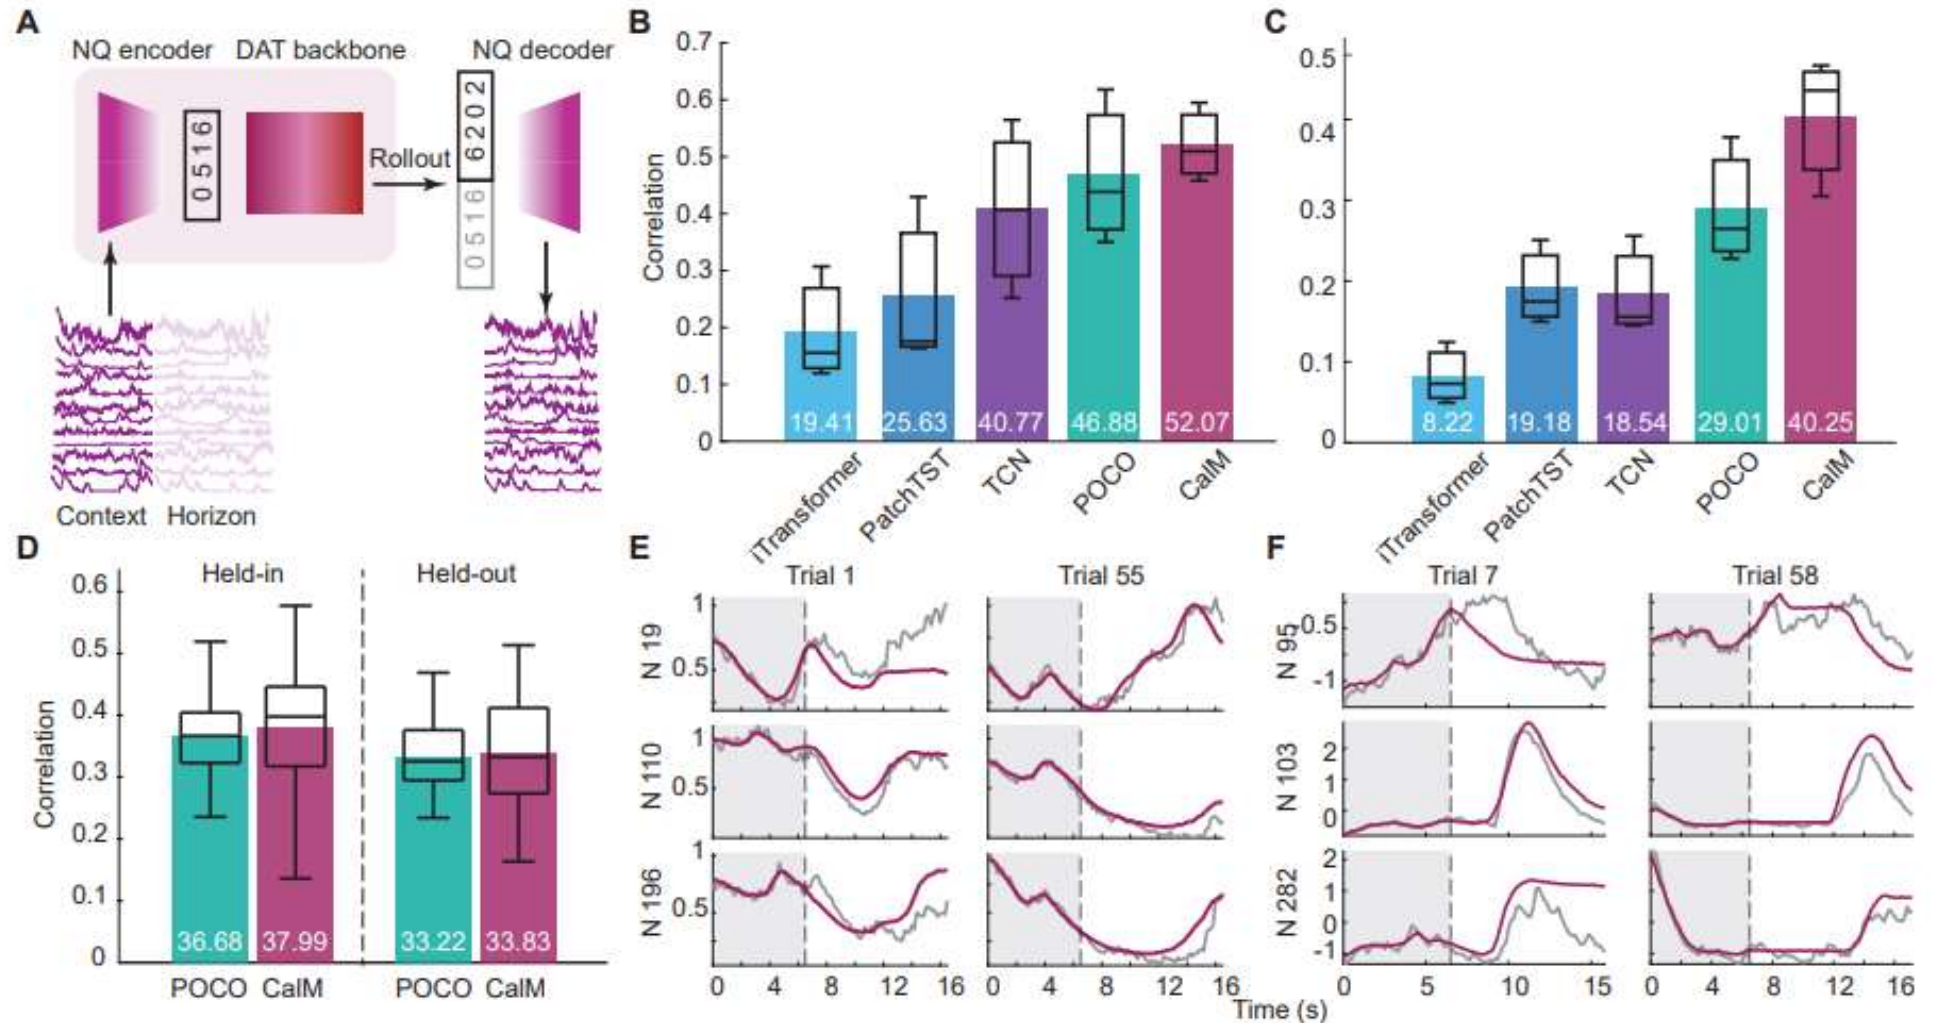 A
NQ encoder DAT backbone NQ decoder
0516
Rollout
0516 6202
Context Horizon
B
Correlation
0.7
0.6
0.5
0.4
0.3
0.2
0.1
0
19.41 25.63 40.77 46.88 52.07
iTransformer PatchTST TCN POCO CalM
C
0.5
0.4
0.3
0.2
0.1
0
8.22 19.18 18.54 29.01 40.25
iTransformer PatchTST TCN POCO CalM
D
Held-in Held-out
Correlation
0.6
0.5
0.4
0.3
0.2
0.1
0
36.68 37.99 33.22 33.83
POCO CalM POCO CalM
E
Trial 1 Trial 55
N 19
1
0.5
N 110
1
0.5
N 196
1
0.5
0 4 8 12 16 0 4 8 12 16
F
Trial 7 Trial 58
N 95
-0.5
-1
N 103
2
1
0
N 282
2
1
0
-1
0 5 10 15 0 4 8 12 16
Time (s)